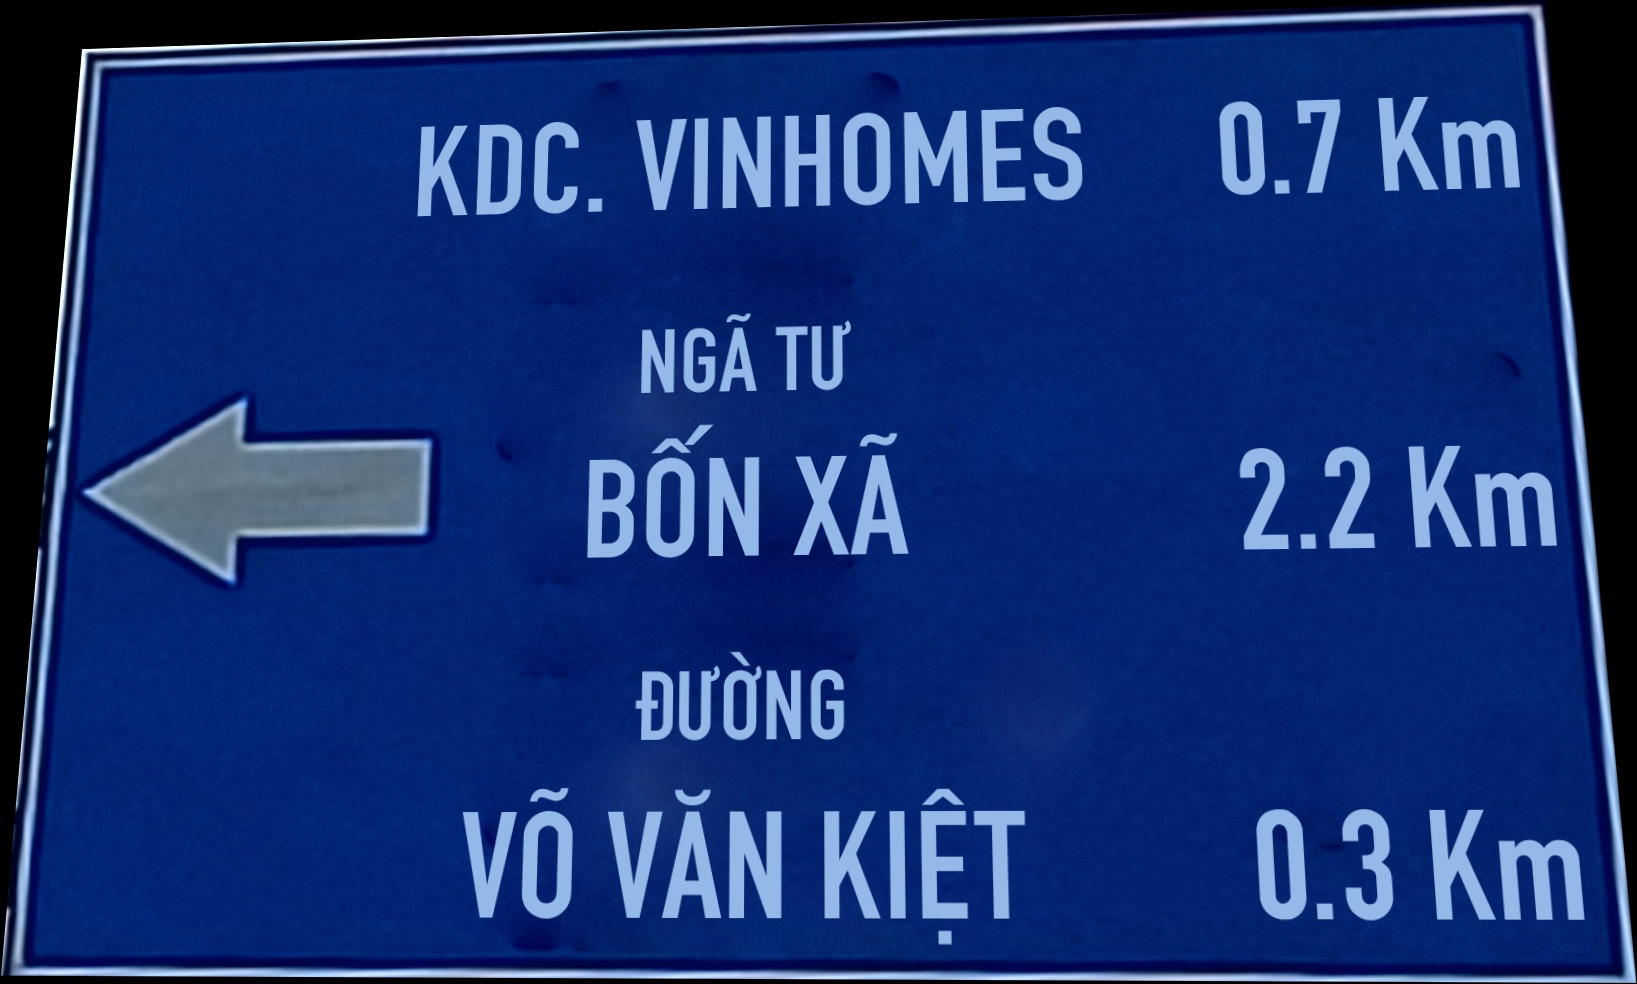 KDC. VINHOMES 0.7 Km
NGÃ TƯ
BỐN XÃ 2.2 Km
ĐƯỜNG
VÕ VĂN KIỆT 0.3 Km